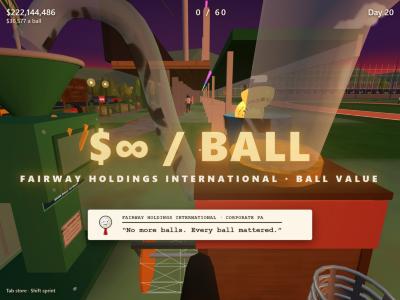 $222,144,486
0 / 60
Day 20
$36,577 a ball
$∞ / BALL
FAIRWAY HOLDINGS INTERNATIONAL · BALL VALUE
FAIRWAY HOLDINGS INTERNATIONAL · CORPORATE PA
"No more balls. Every ball mattered."
Tab store · Shift sprint